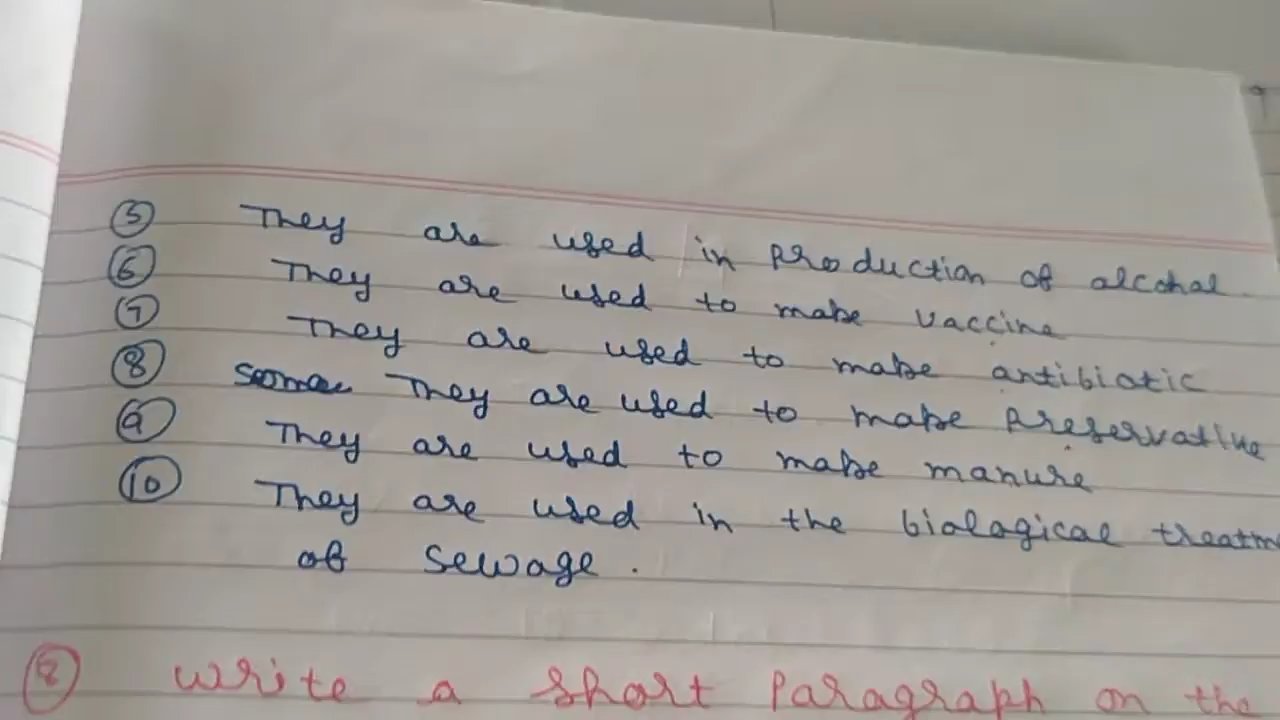 5 They are used in production of alcohal.
6 They are used to make vaccine
7 They are used to make antibiotic
8 They are used to make preservative
9 They are used to make manure
10 They are used in the biological treatm
of sewage.
8 Write a short paragraph on the